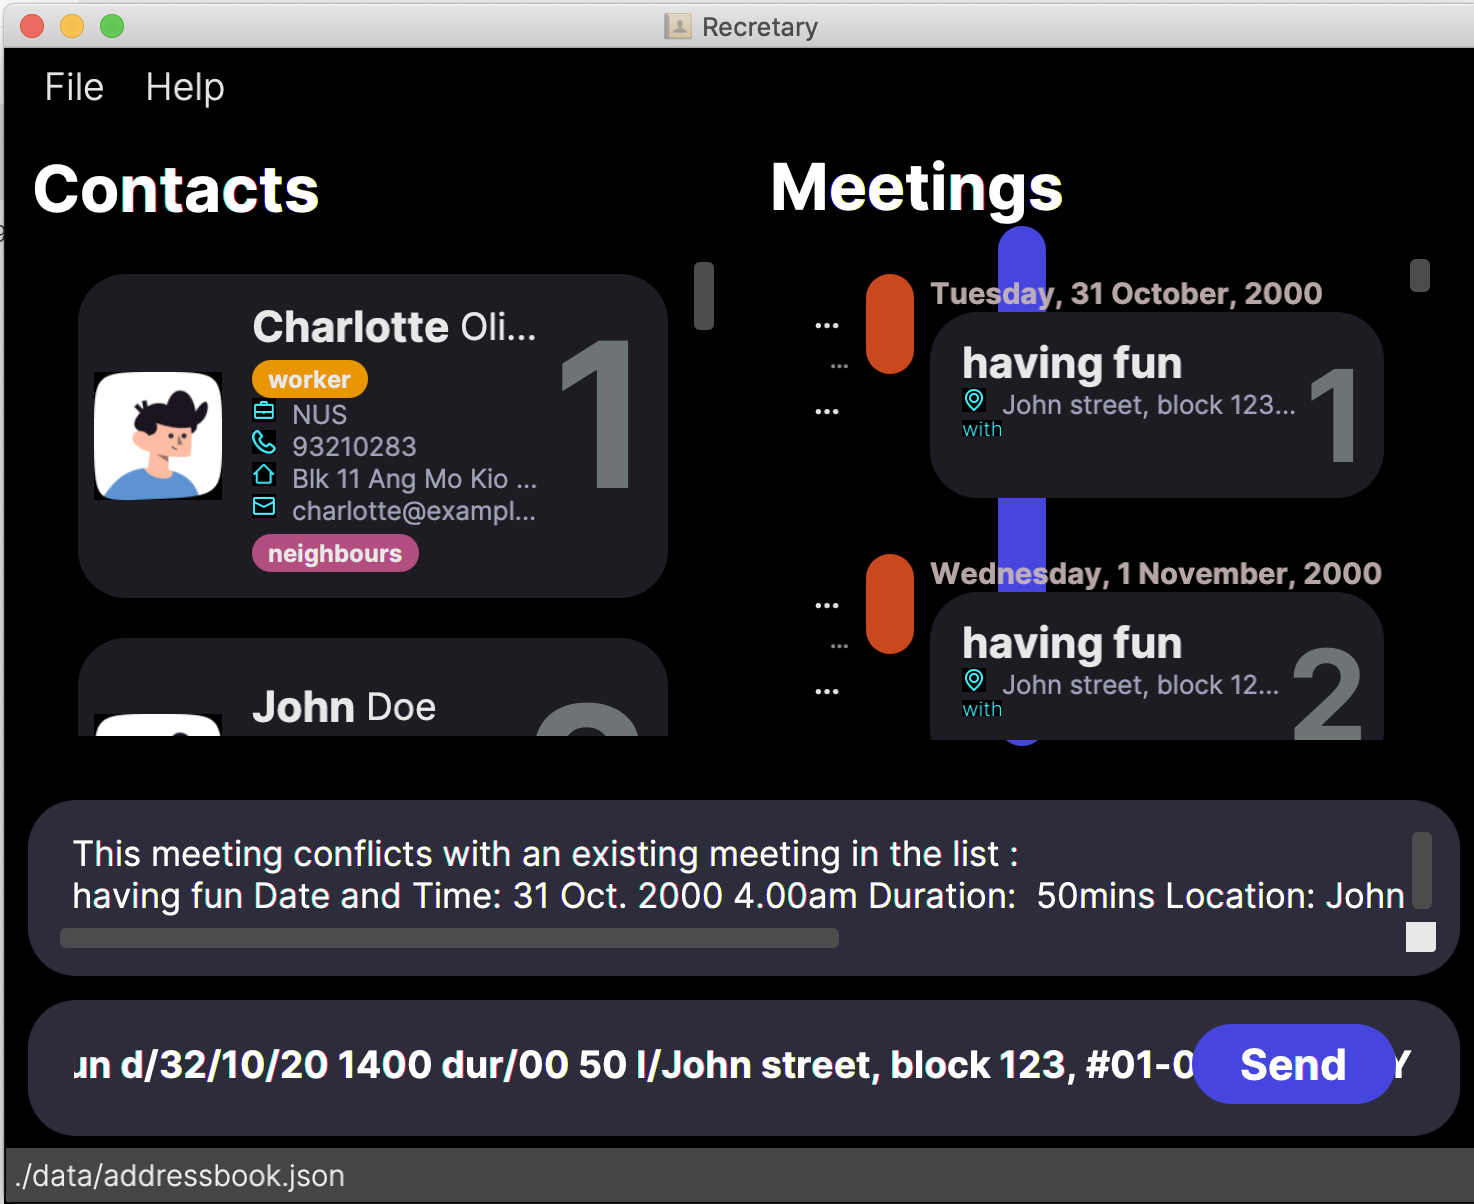 Recretary
File Help
Contacts
Charlotte Oli...
worker
NUS
93210283
Blk 11 Ang Mo Kio ...
charlotte@exampl...
neighbours
1
John Doe
Meetings
...
...
...
Tuesday, 31 October, 2000
having fun
John street, block 123...
with
1
...
...
...
Wednesday, 1 November, 2000
having fun
John street, block 12...
with
2
This meeting conflicts with an existing meeting in the list :
having fun Date and Time: 31 Oct. 2000 4.00am Duration:  50mins Location: John
un d/32/10/20 1400 dur/00 50 l/John street, block 123, #01-0
Send
Y
./data/addressbook.json